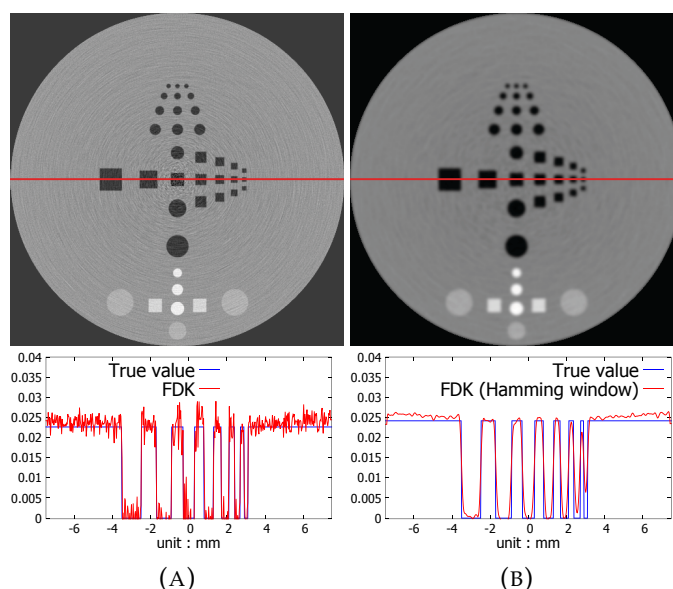 0.04
0.035
0.03
0.025
0.02
0.015
0.01
0.005
0
True value
FDK
-6 -4 -2 0 2 4 6
unit : mm
(A)
0.04
0.035
0.03
0.025
0.02
0.015
0.01
0.005
0
True value
FDK (Hamming window)
-6 -4 -2 0 2 4 6
unit : mm
(B)